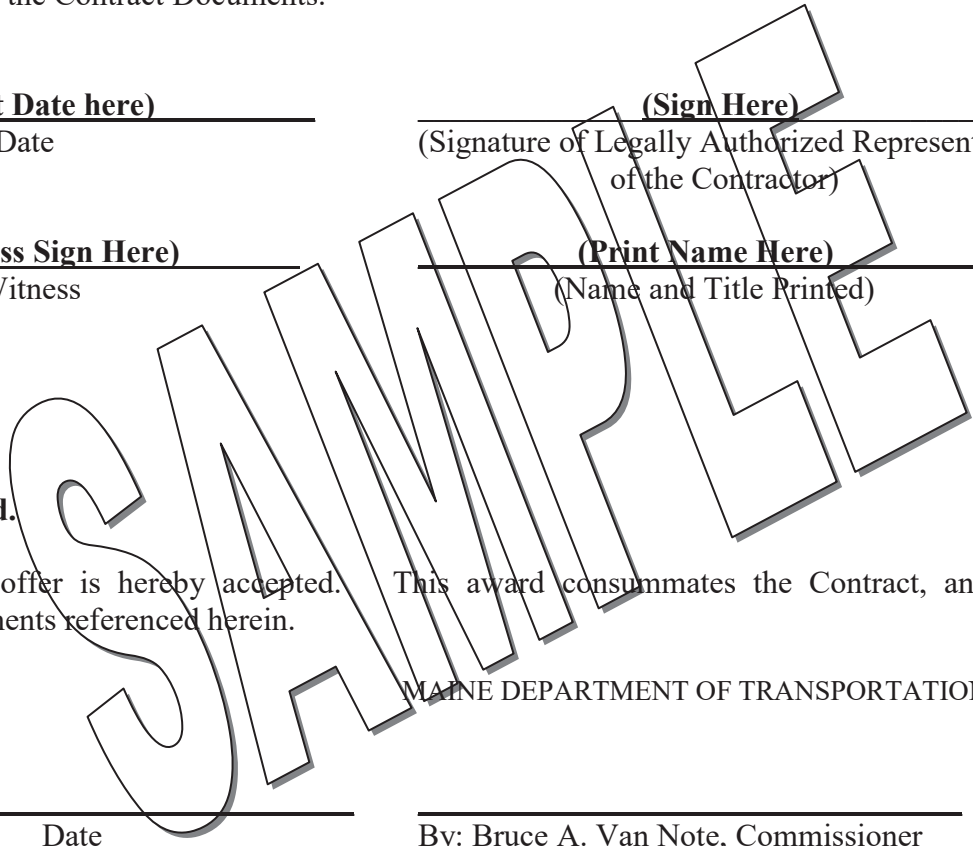 the Contract Documents.
t Date here)
(Sign Here)
Date
(Signature of Legally Authorized Represent
of the Contractor)
ss Sign Here)
(Print Name Here)
Vitness
(Name and Title Printed)
d.
offer is hereby accepted. This award consummates the Contract, an
nents referenced herein.
MAINE DEPARTMENT OF TRANSPORTATION
Date
By: Bruce A. Van Note, Commissioner
SAMPLE